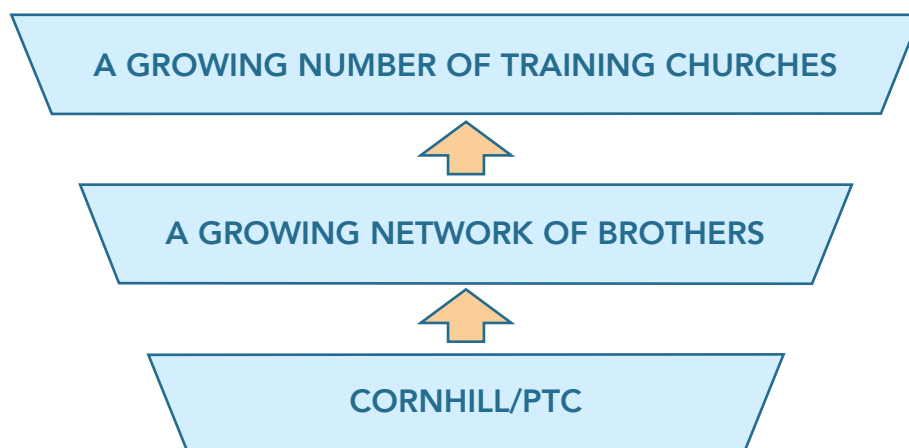 A GROWING NUMBER OF TRAINING CHURCHES
A GROWING NETWORK OF BROTHERS
CORNHILL/PTC